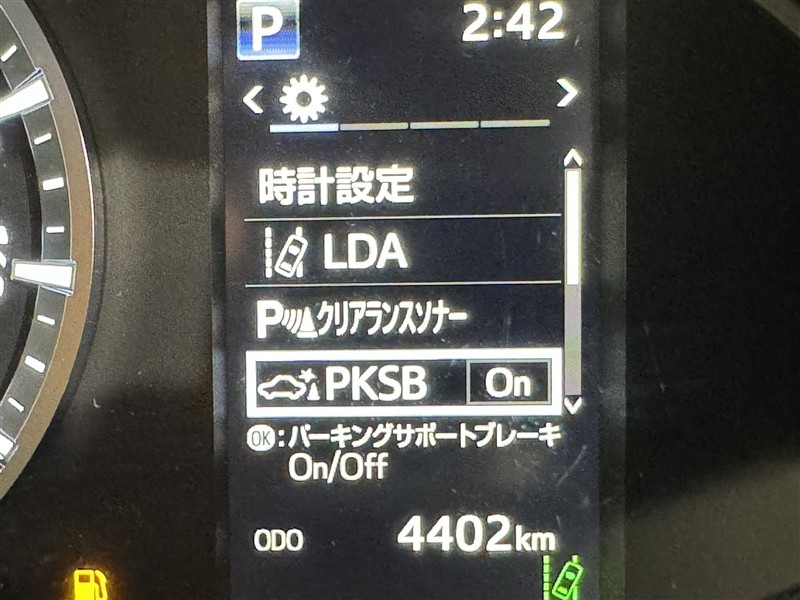 P 2:42
時計設定
LDA
Pクリアランスソナー
PKSB On
OK:パーキングサポートブレーキ
On/Off
ODO 4402km